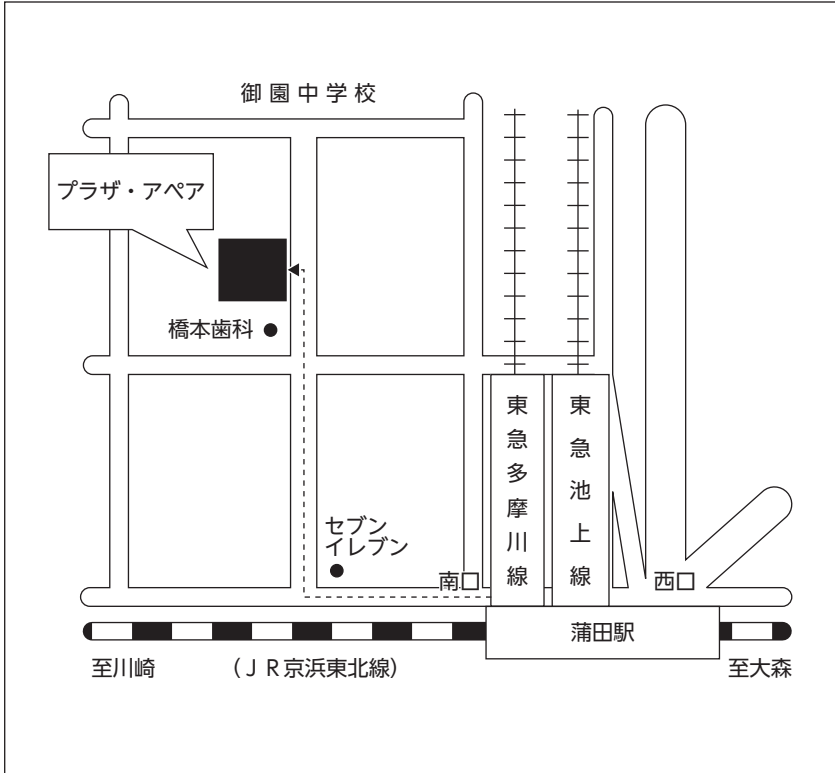 御園中学校
プラザ・アペア
橋本歯科
東急多摩川線
東急池上線
セブン
イレブン
南口
西口
蒲田駅
至川崎
（ＪＲ京浜東北線）
至大森